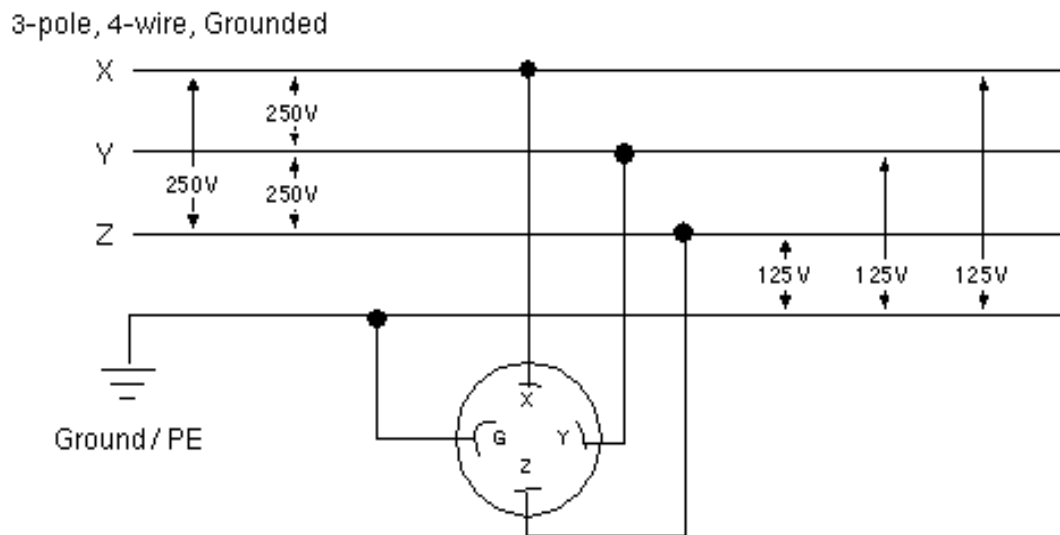 3-pole, 4-wire, Grounded
X
250V
Y
250V
250V
Z
125V
125V
125V
X
G
Y
Z
Ground / PE